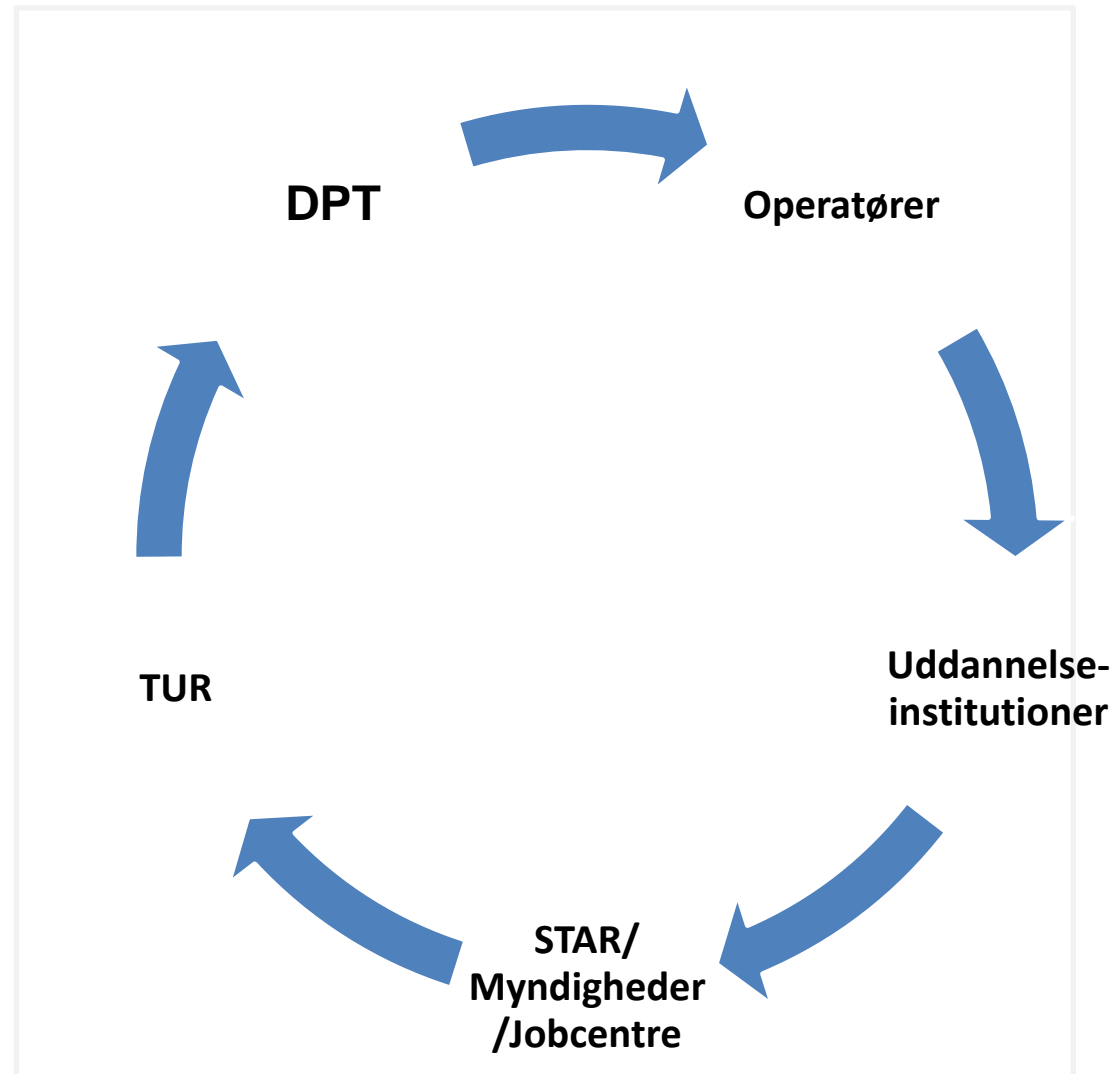 DPT
Operatører
Uddannelse-
institutioner
STAR/
Myndigheder
/Jobcentre
TUR